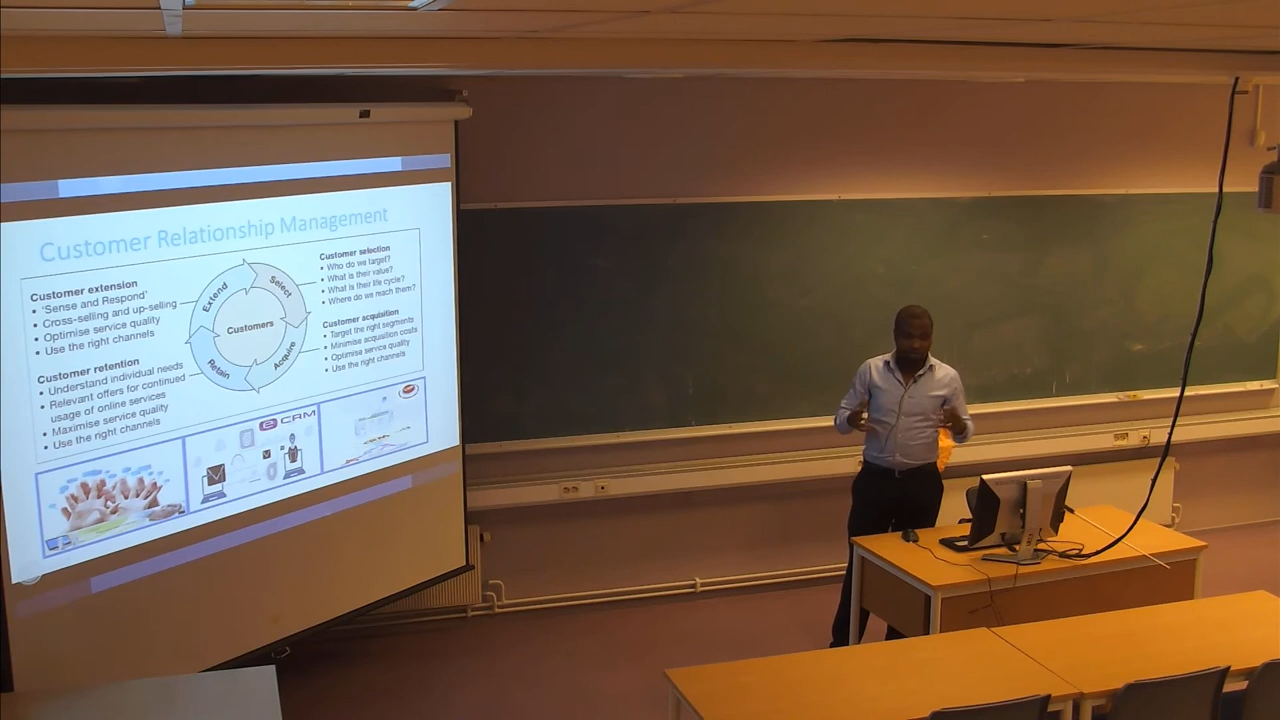 Customer Relationship Management
Customer extension
• 'Sense and Respond'
• Cross-selling and up-selling
• Optimise service quality
• Use the right channels
Customer retention
• Understand individual needs
• Relevant offers for continued
usage of online services
• Maximise service quality
• Use the right channels
Extend
Select
Customers
Retain
Acquire
Customer selection
• Who do we target?
• What is their value?
• What is their life cycle?
• Where do we reach them?
Customer acquisition
• Target the right segments
• Minimise acquisition costs
• Optimise service quality
• Use the right channels
e CRM